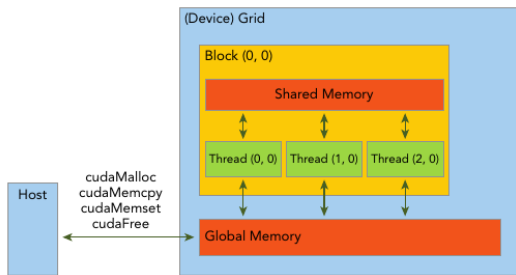 (Device) Grid
Block (0, 0)
Shared Memory
Thread (0, 0)
Thread (1, 0)
Thread (2, 0)
cudaMalloc
cudaMemcpy
cudaMemset
cudaFree
Host
Global Memory